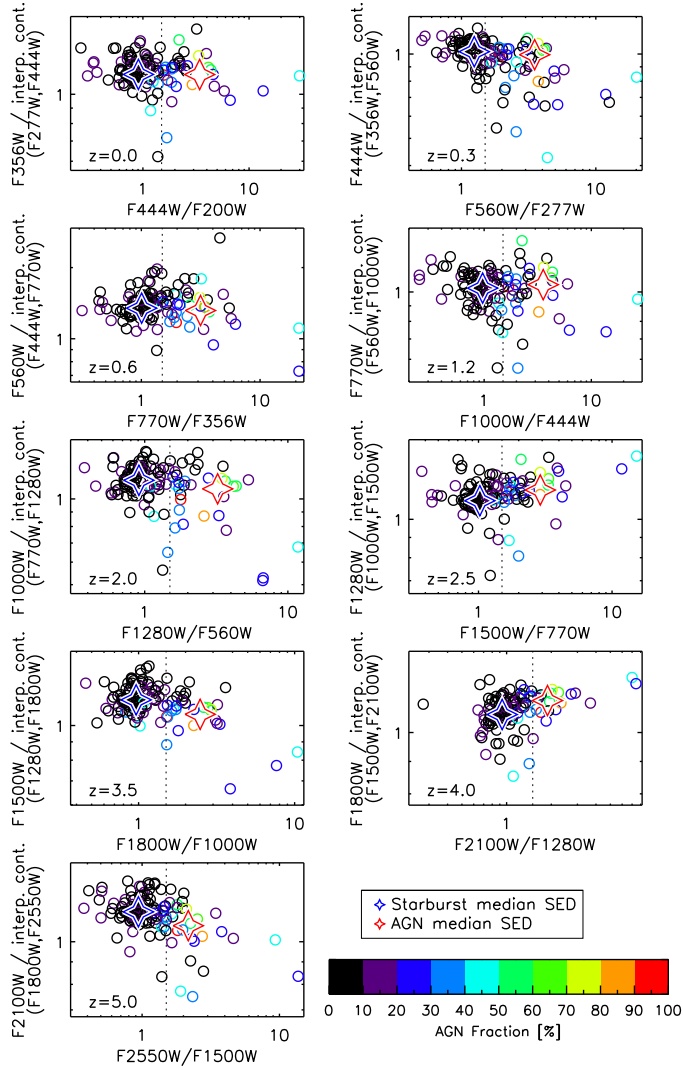 F356W / interp. cont.
(F277W,F444W)
1
z=0.0
1
10
F444W/F200W
F444W / interp. cont.
(F356W,F560W)
1
z=0.3
1
10
F560W/F277W
F560W / interp. cont.
(F444W,F770W)
1
z=0.6
1
10
F770W/F356W
F770W / interp. cont.
(F560W,F1000W)
1
z=1.2
1
10
F1000W/F444W
F1000W / interp. cont.
(F770W,F1280W)
1
z=2.0
1
10
F1280W/F560W
F1280W / interp. cont.
(F1000W,F1500W)
1
z=2.5
1
10
F1500W/F770W
F1500W / interp. cont.
(F1280W,F1800W)
1
z=3.5
1
10
F1800W/F1000W
F1800W / interp. cont.
(F1500W,F2100W)
1
z=4.0
1
F2100W/F1280W
F2100W / interp. cont.
(F1800W,F2550W)
1
z=5.0
1
10
F2550W/F1500W
Starburst median SED
AGN median SED
0 10 20 30 40 50 60 70 80 90 100
AGN Fraction [%]